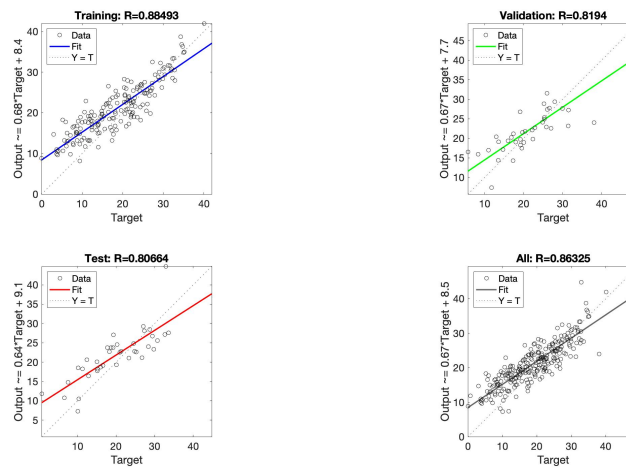 Training: R=0.88493
Data
Fit
Y = T
Output ~= 0.68*Target + 8.4
40
30
20
10
0
0 10 20 30 40
Target
Validation: R=0.8194
Data
Fit
Y = T
Output ~= 0.67*Target + 7.7
45
40
35
30
25
20
15
10
10 20 30 40
Target
Test: R=0.80664
Data
Fit
Y = T
Output ~= 0.64*Target + 9.1
40
35
30
25
20
15
10
5
10 20 30 40
Target
All: R=0.86325
Data
Fit
Y = T
Output ~= 0.67*Target + 8.5
40
30
20
10
0
0 10 20 30 40
Target